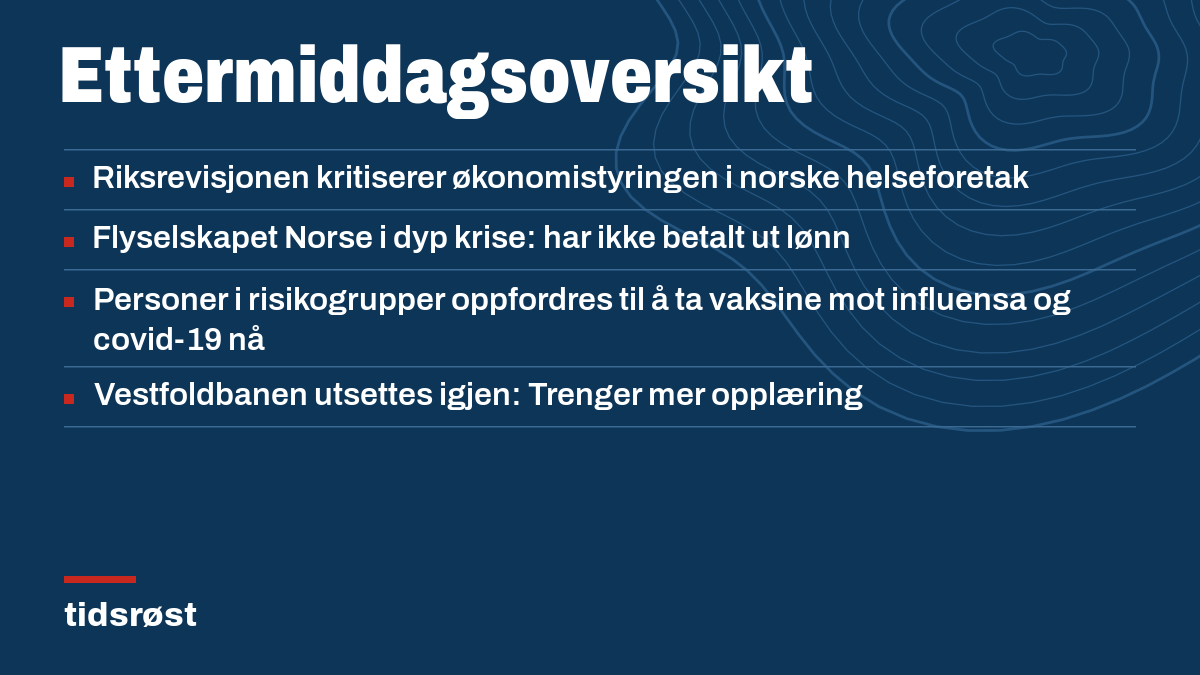 Ettermiddagsoversikt
Riksrevisjonen kritiserer økonomistyringen i norske helseforetak
Flyselskapet Norse i dyp krise: har ikke betalt ut lønn
Personer i risikogrupper oppfordres til å ta vaksine mot influensa og
covid-19 nå
Vestfoldbanen utsettes igjen: Trenger mer opplæring
tidsrøst